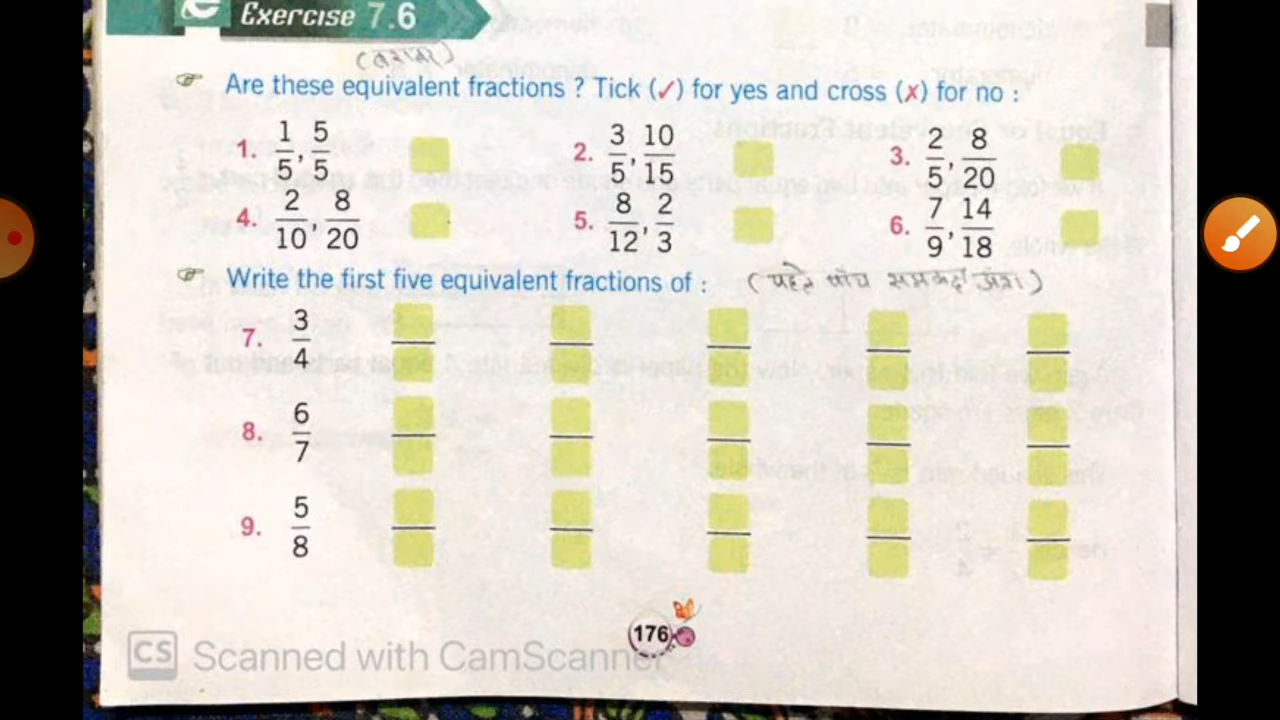 Exercise 7.6
(बराबर)
Are these equivalent fractions ? Tick (✓) for yes and cross (✗) for no :
1. 1/5, 5/5 2. 3/5, 10/15 3. 2/5, 8/20
4. 2/10, 8/20 5. 8/12, 2/3 6. 7/9, 14/18
Write the first five equivalent fractions of : (पहले पाँच समकक्ष अंश)
7. 3/4
8. 6/7
9. 5/8
176
CS Scanned with CamScanner